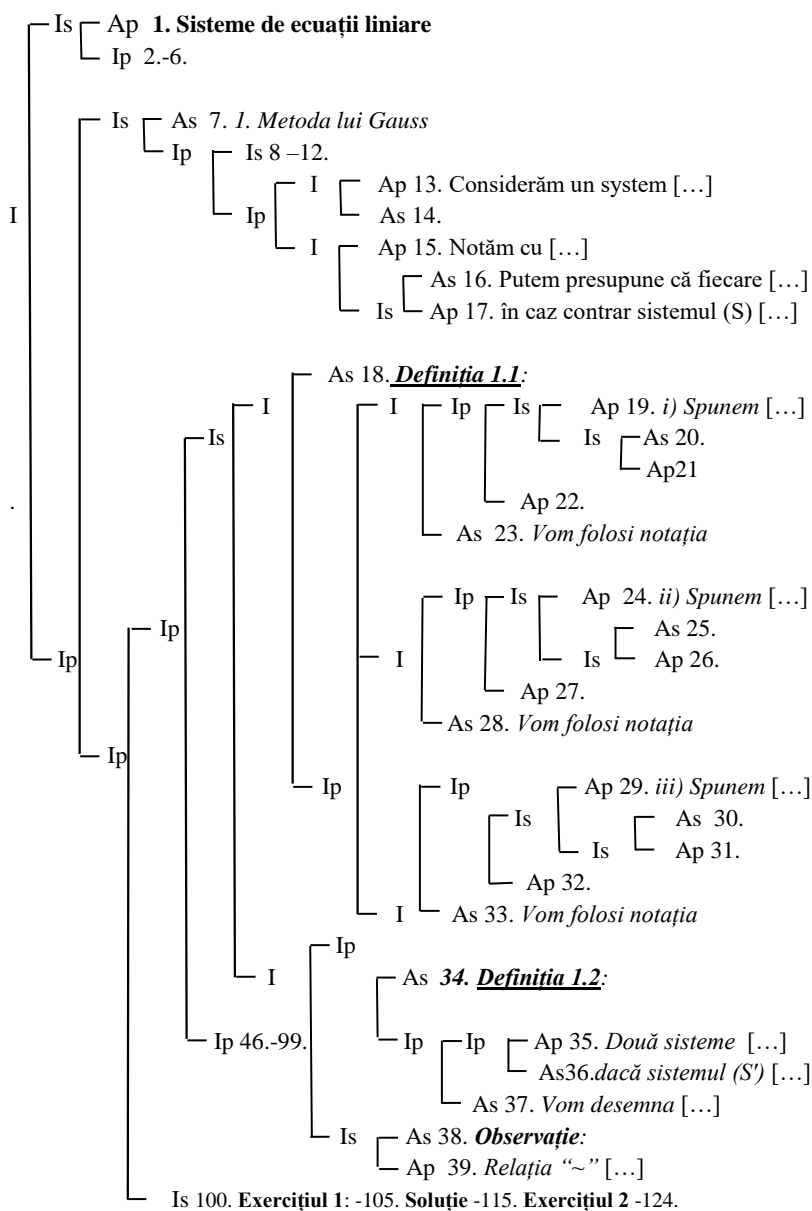 Is Ap 1. Sisteme de ecuații liniare
Ip 2.-6.
Is As 7. 1. Metoda lui Gauss
Ip Is 8 –12.
I Ap 13. Considerăm un system […]
I Ip As 14.
I Ap 15. Notăm cu […]
As 16. Putem presupune că fiecare […]
Is Ap 17. în caz contrar sistemul (S) […]
As 18. Definiția 1.1:
I I Ip Is Ap 19. i) Spunem […]
Is Is As 20.
Ap21
. Ap 22.
As 23. Vom folosi notația
Ip Is Ap 24. ii) Spunem […]
Ip As 25.
Ip I Is Ap 26.
Ap 27.
As 28. Vom folosi notația
Ip
Ip Ip Ap 29. iii) Spunem […]
Is As 30.
Is Ap 31.
Ap 32.
I As 33. Vom folosi notația
Ip
I As 34. Definiția 1.2:
Ip 46.-99. Ip Ip Ap 35. Două sisteme […]
As36.dacă sistemul (S') […]
As 37. Vom desemna […]
Is As 38. Observație:
Ap 39. Relația “~” […]
Is 100. Exercițiul 1: -105. Soluție -115. Exercițiul 2 -124.